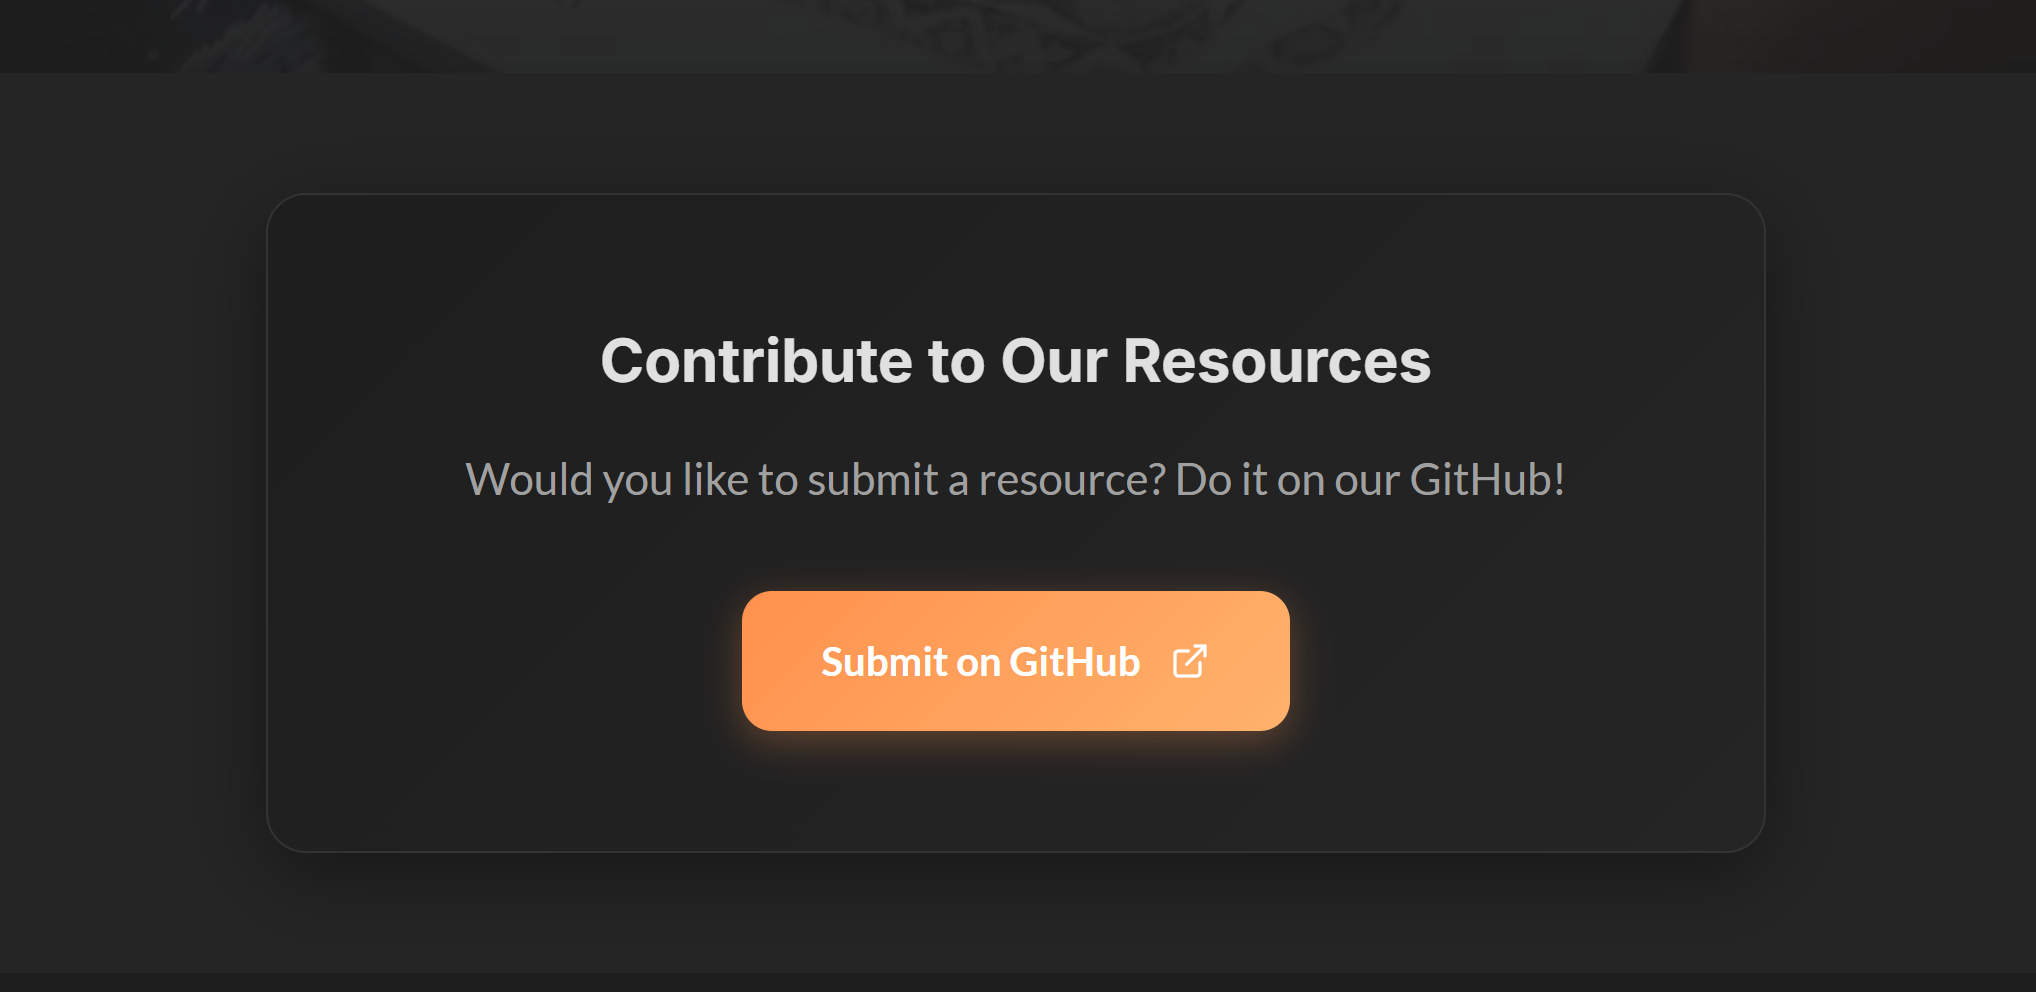 Contribute to Our Resources
Would you like to submit a resource? Do it on our GitHub!
Submit on GitHub